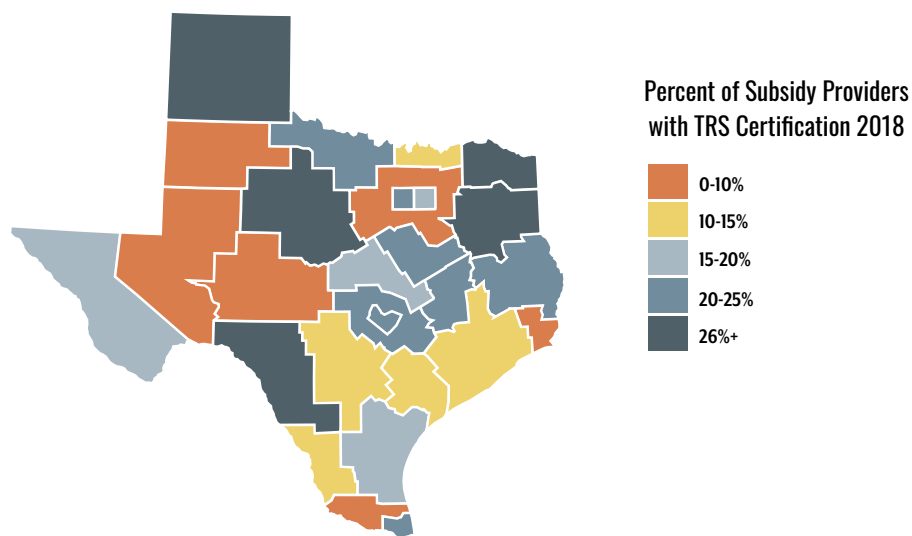 Percent of Subsidy Providers
with TRS Certification 2018
0-10%
10-15%
15-20%
20-25%
26%+